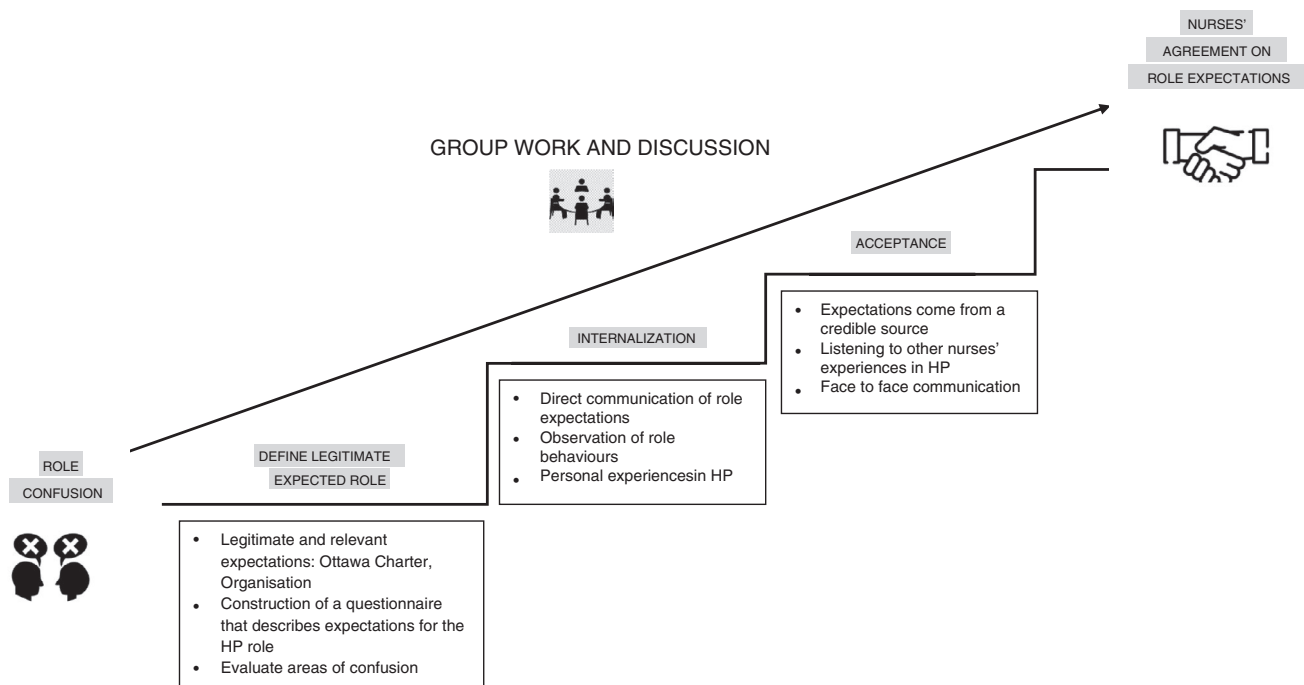 NURSES'
AGREEMENT ON
ROLE EXPECTATIONS
GROUP WORK AND DISCUSSION
ACCEPTANCE
• Expectations come from a
credible source
• Listening to other nurses'
experiences in HP
• Face to face communication
INTERNALIZATION
• Direct communication of role
expectations
• Observation of role
behaviours
• Personal experiencesin HP
DEFINE LEGITIMATE
EXPECTED ROLE
• Legitimate and relevant
expectations: Ottawa Charter,
Organisation
• Construction of a questionnaire
that describes expectations for the
HP role
• Evaluate areas of confusion
ROLE
CONFUSION